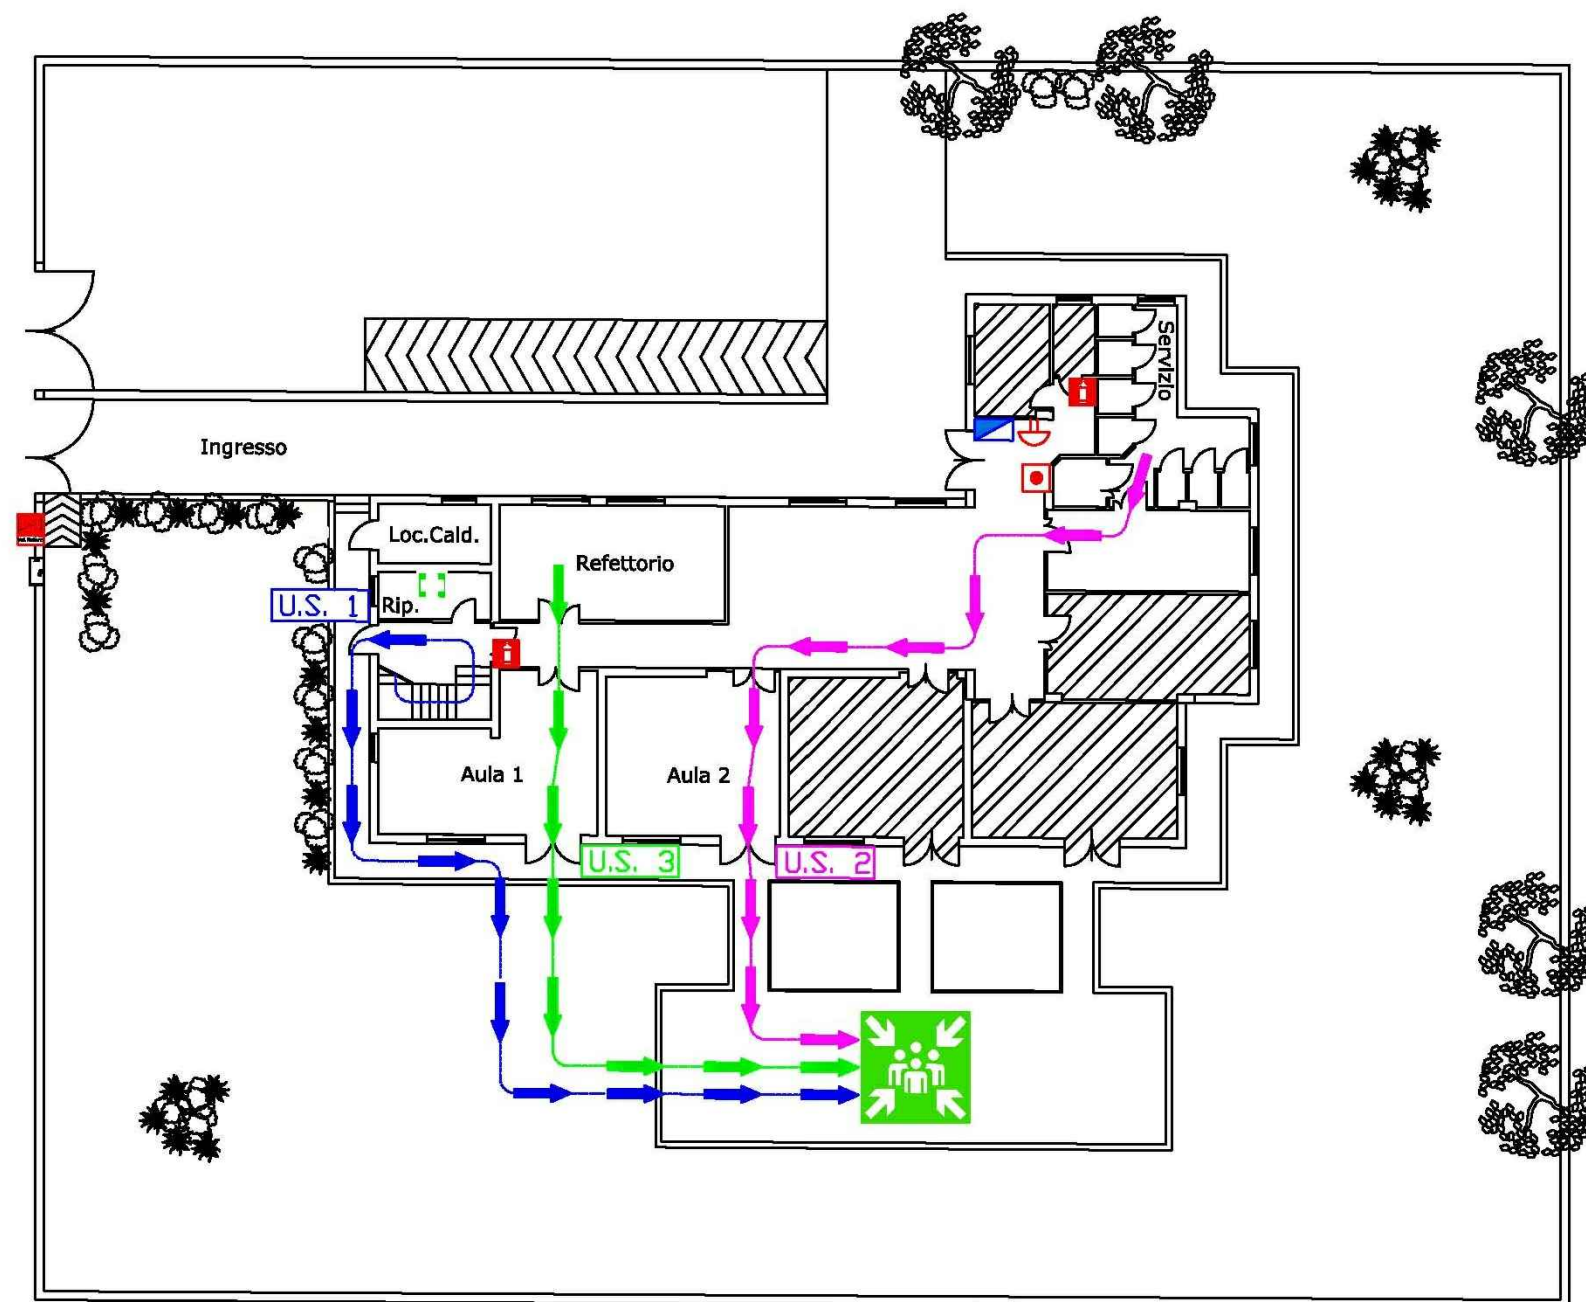 Servizio
Ingresso
Loc.Cald.
Refettorio
U.S. 1
Rip.
Aula 1
Aula 2
U.S. 3
U.S. 2